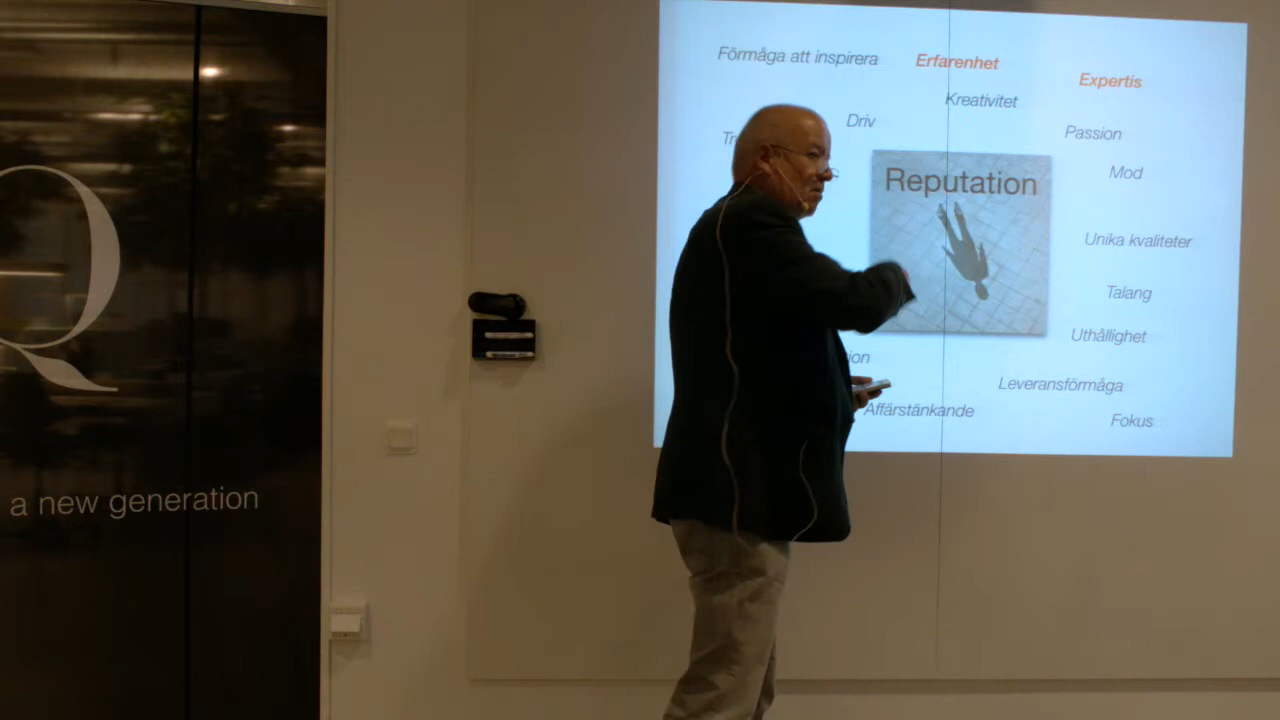 Förmåga att inspirera
Erfarenhet
Expertis
Kreativitet
Driv
Passion
Mod
Reputation
Unika kvaliteter
Talang
Uthållighet
Leveransförmåga
Affärstänkande
Fokus
Q
a new generation